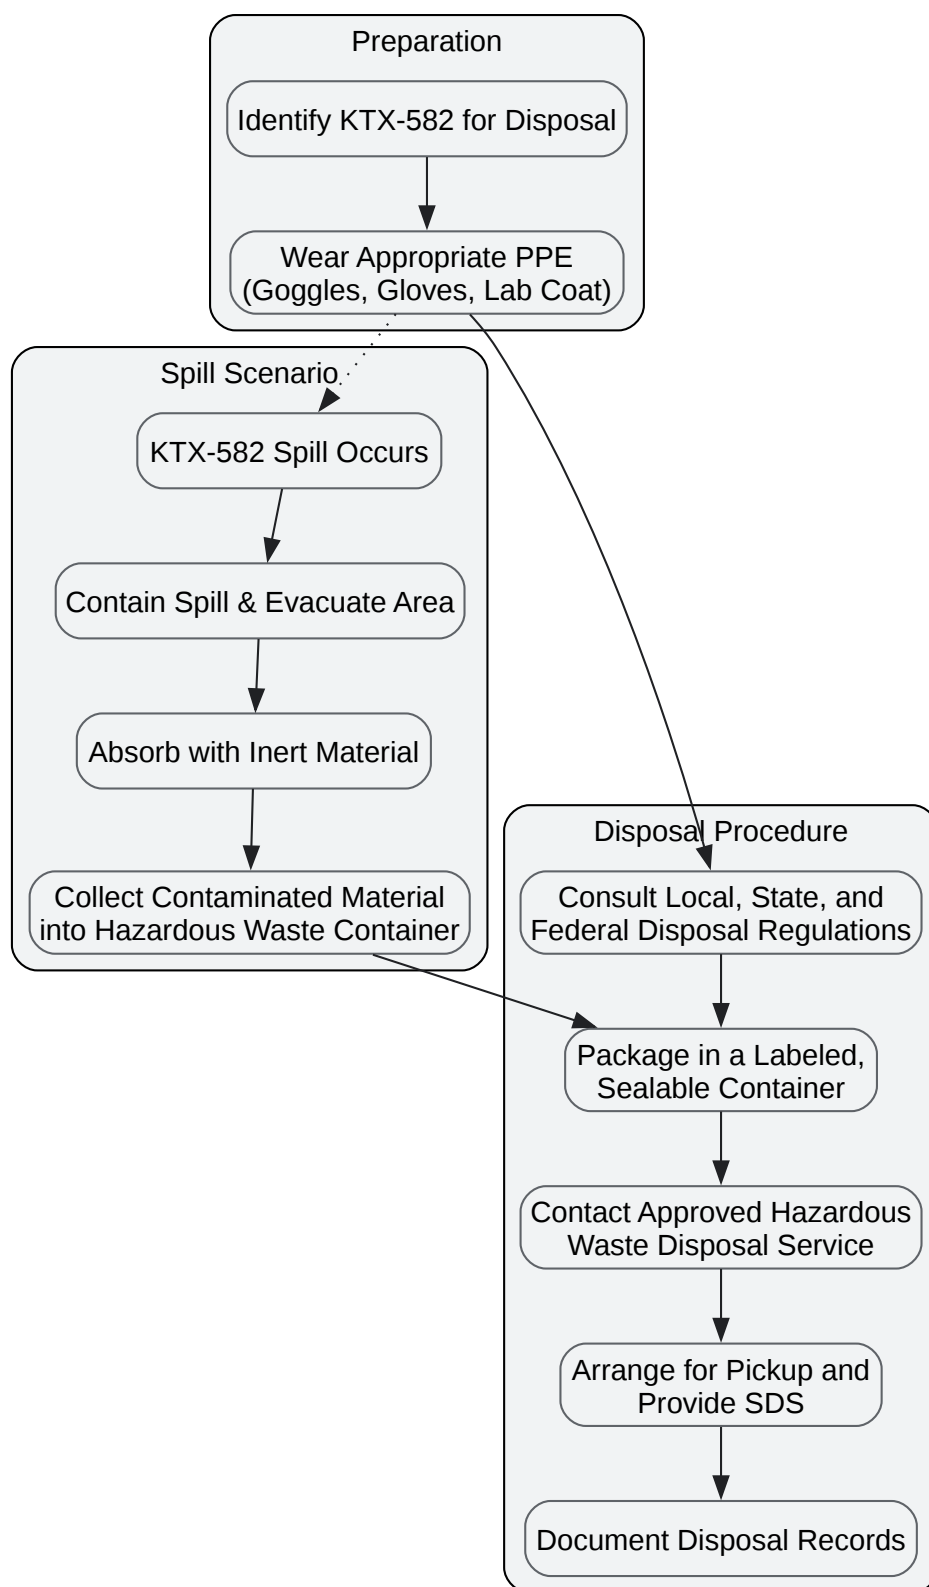 Preparation
Identify KTX-582 for Disposal
Wear Appropriate PPE
(Goggles, Gloves, Lab Coat)
Spill Scenario
KTX-582 Spill Occurs
Contain Spill & Evacuate Area
Absorb with Inert Material
Collect Contaminated Material
into Hazardous Waste Container
Disposal Procedure
Consult Local, State, and
Federal Disposal Regulations
Package in a Labeled,
Sealable Container
Contact Approved Hazardous
Waste Disposal Service
Arrange for Pickup and
Provide SDS
Document Disposal Records